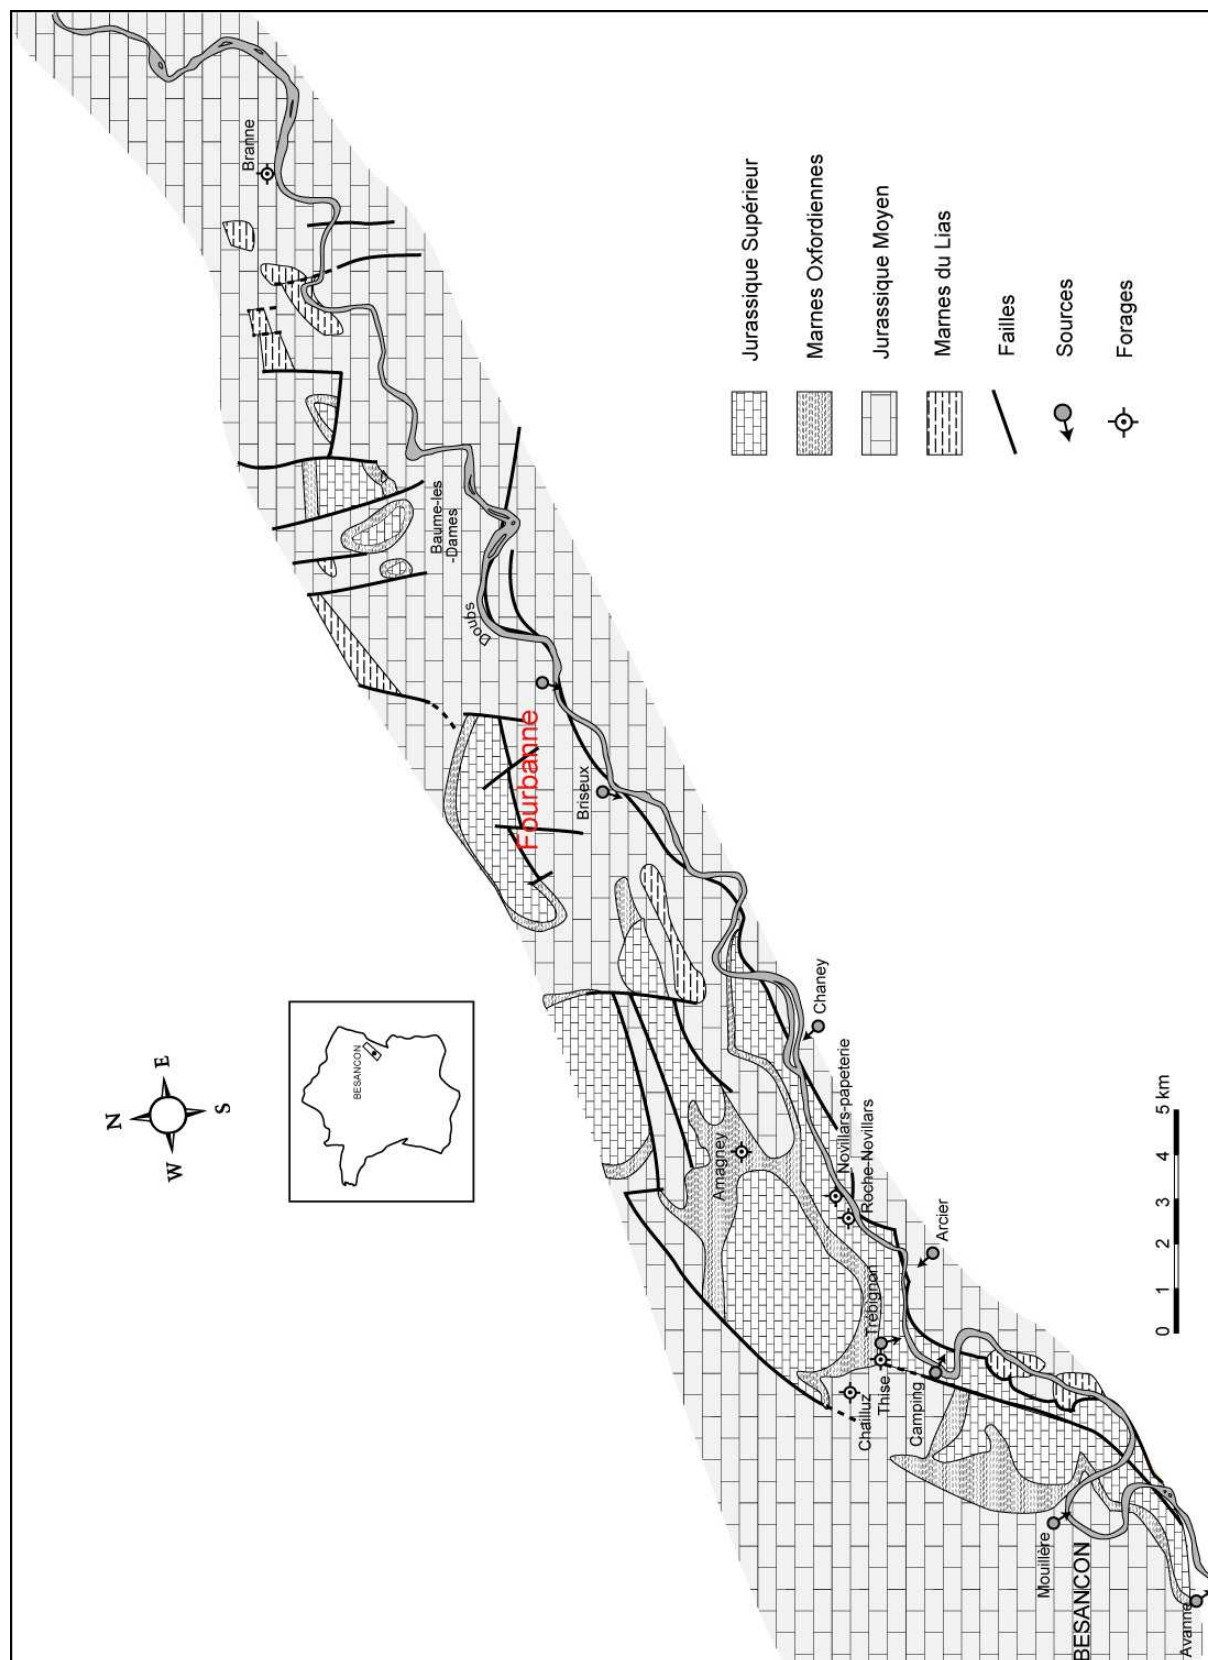 Branne
Baume-les
-Dames
Doubs
Fourbanne
Briseux
Chaney
Amagney
Novillars-papeterie
Roche-Novillars
Arcier
Trébignon
Thise
Chailluz
Camping
Mouillère
BESANCON
Avanne
Jurassique Supérieur
Marnes Oxfordiennes
Jurassique Moyen
Marnes du Lias
Failles
Sources
Forages
N
E
S
W
BESANCON
0 1 2 3 4 5 km